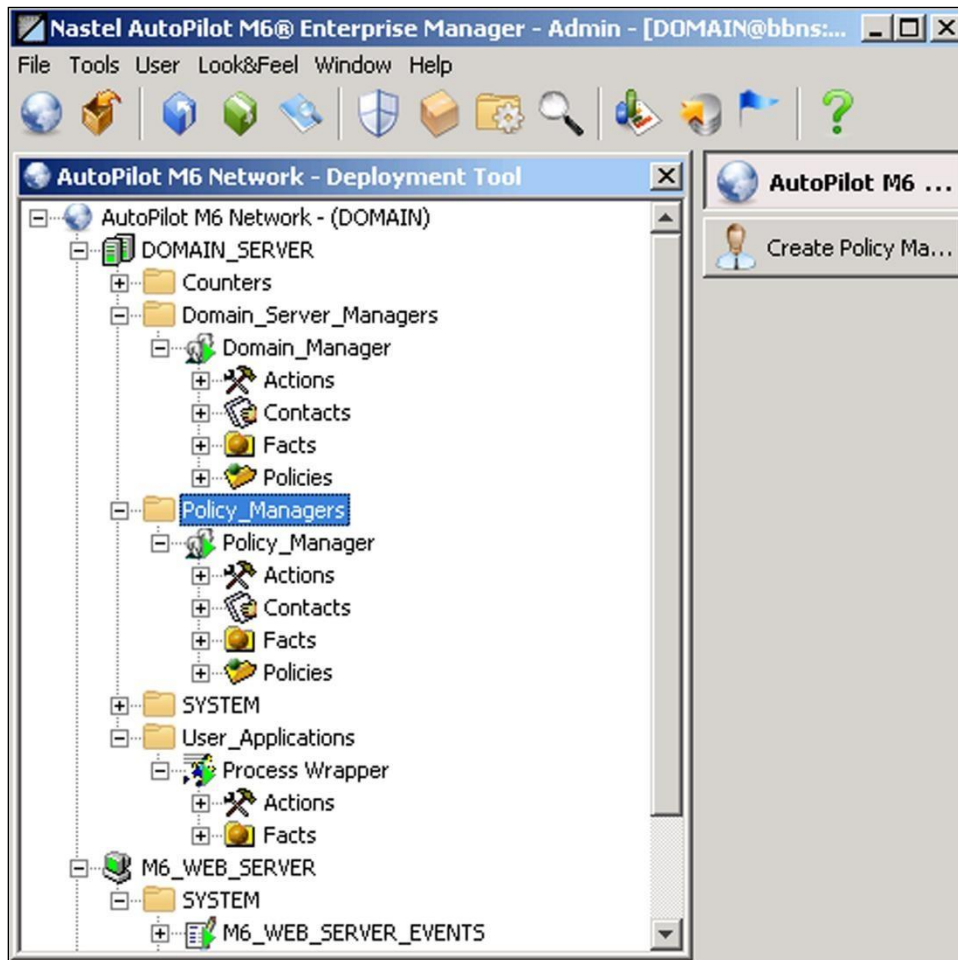 Nastel AutoPilot M6® Enterprise Manager - Admin - [DOMAIN@bbns:...
File Tools User Look&Feel Window Help
AutoPilot M6 Network - Deployment Tool
AutoPilot M6 ...
AutoPilot M6 Network - (DOMAIN)
DOMAIN_SERVER
Create Policy Ma...
Counters
Domain_Server_Managers
Domain_Manager
Actions
Contacts
Facts
Policies
Policy_Managers
Policy_Manager
Actions
Contacts
Facts
Policies
SYSTEM
User_Applications
Process Wrapper
Actions
Facts
M6_WEB_SERVER
SYSTEM
M6_WEB_SERVER_EVENTS